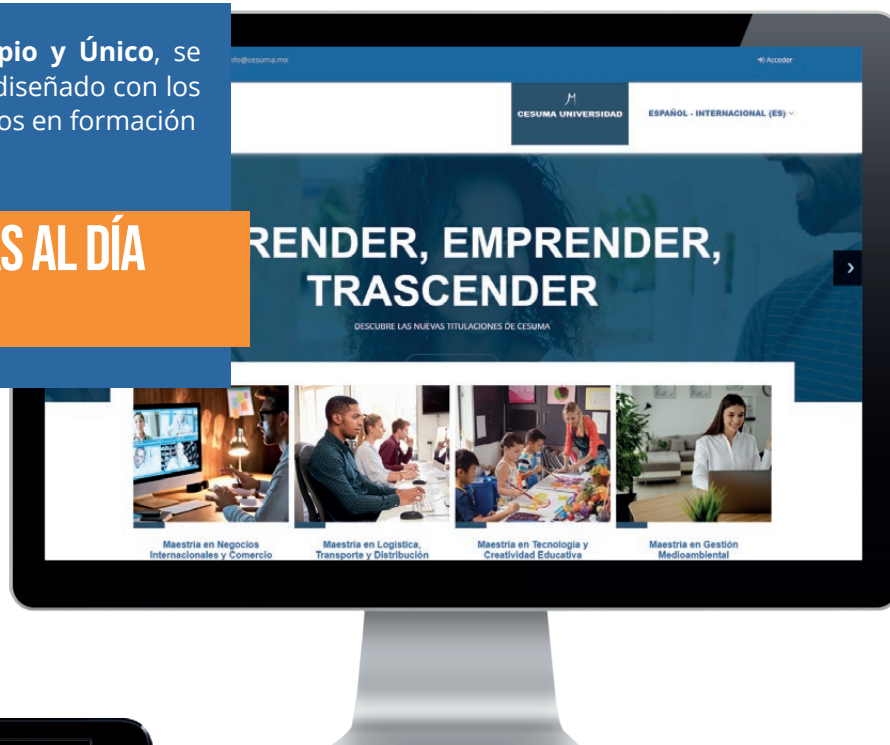 pio y Único, se
diseñado con los
os en formación
AS AL DÍA
nfo@cesuma.mx
Acceder
CESUMA UNIVERSIDAD
ESPAÑOL - INTERNACIONAL (ES)
RENDER, EMPRENDER,
TRASCENDER
DESCUBRE LAS NUEVAS TITULACIONES DE CESUMA
Maestría en Negocios
Internacionales y Comercio
Maestría en Logística,
Transporte y Distribución
Maestría en Tecnología y
Creatividad Educativa
Maestría en Gestión
Medioambiental